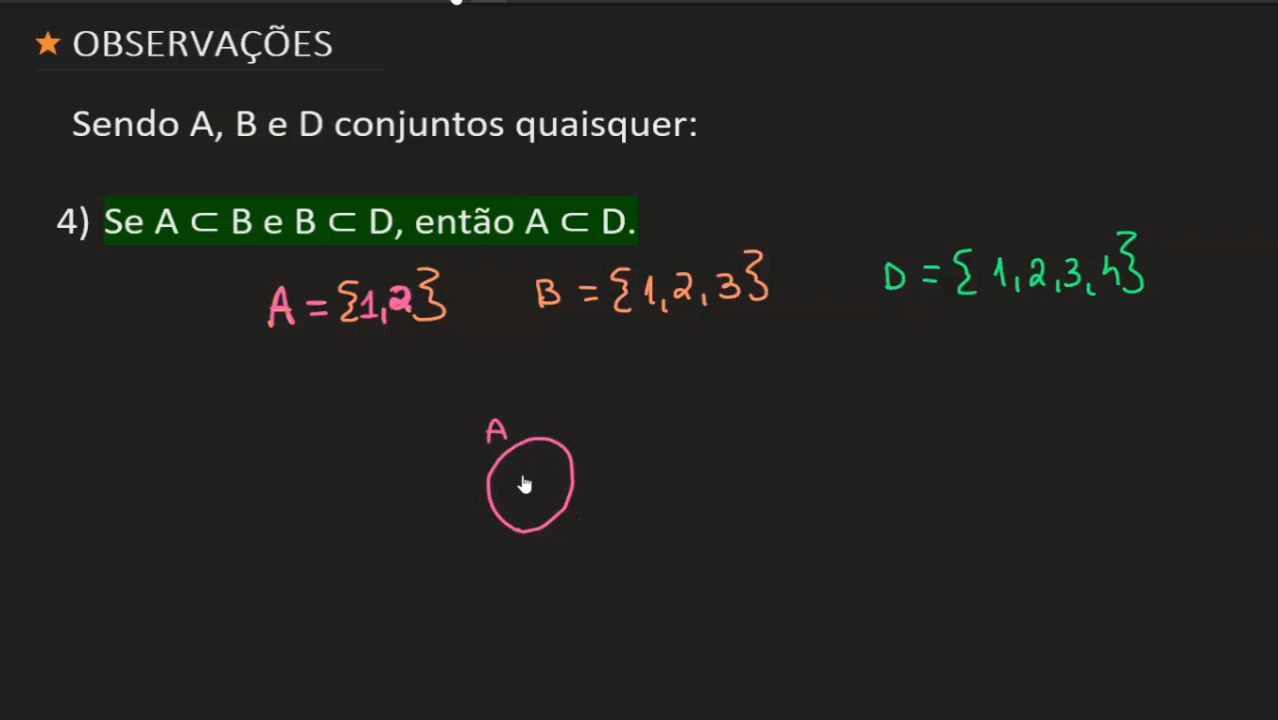 ★ OBSERVAÇÕES
Sendo A, B e D conjuntos quaisquer:
4) Se A ⊂ B e B ⊂ D, então A ⊂ D.
A = {1,2} B = {1,2,3} D = {1,2,3,4}
A